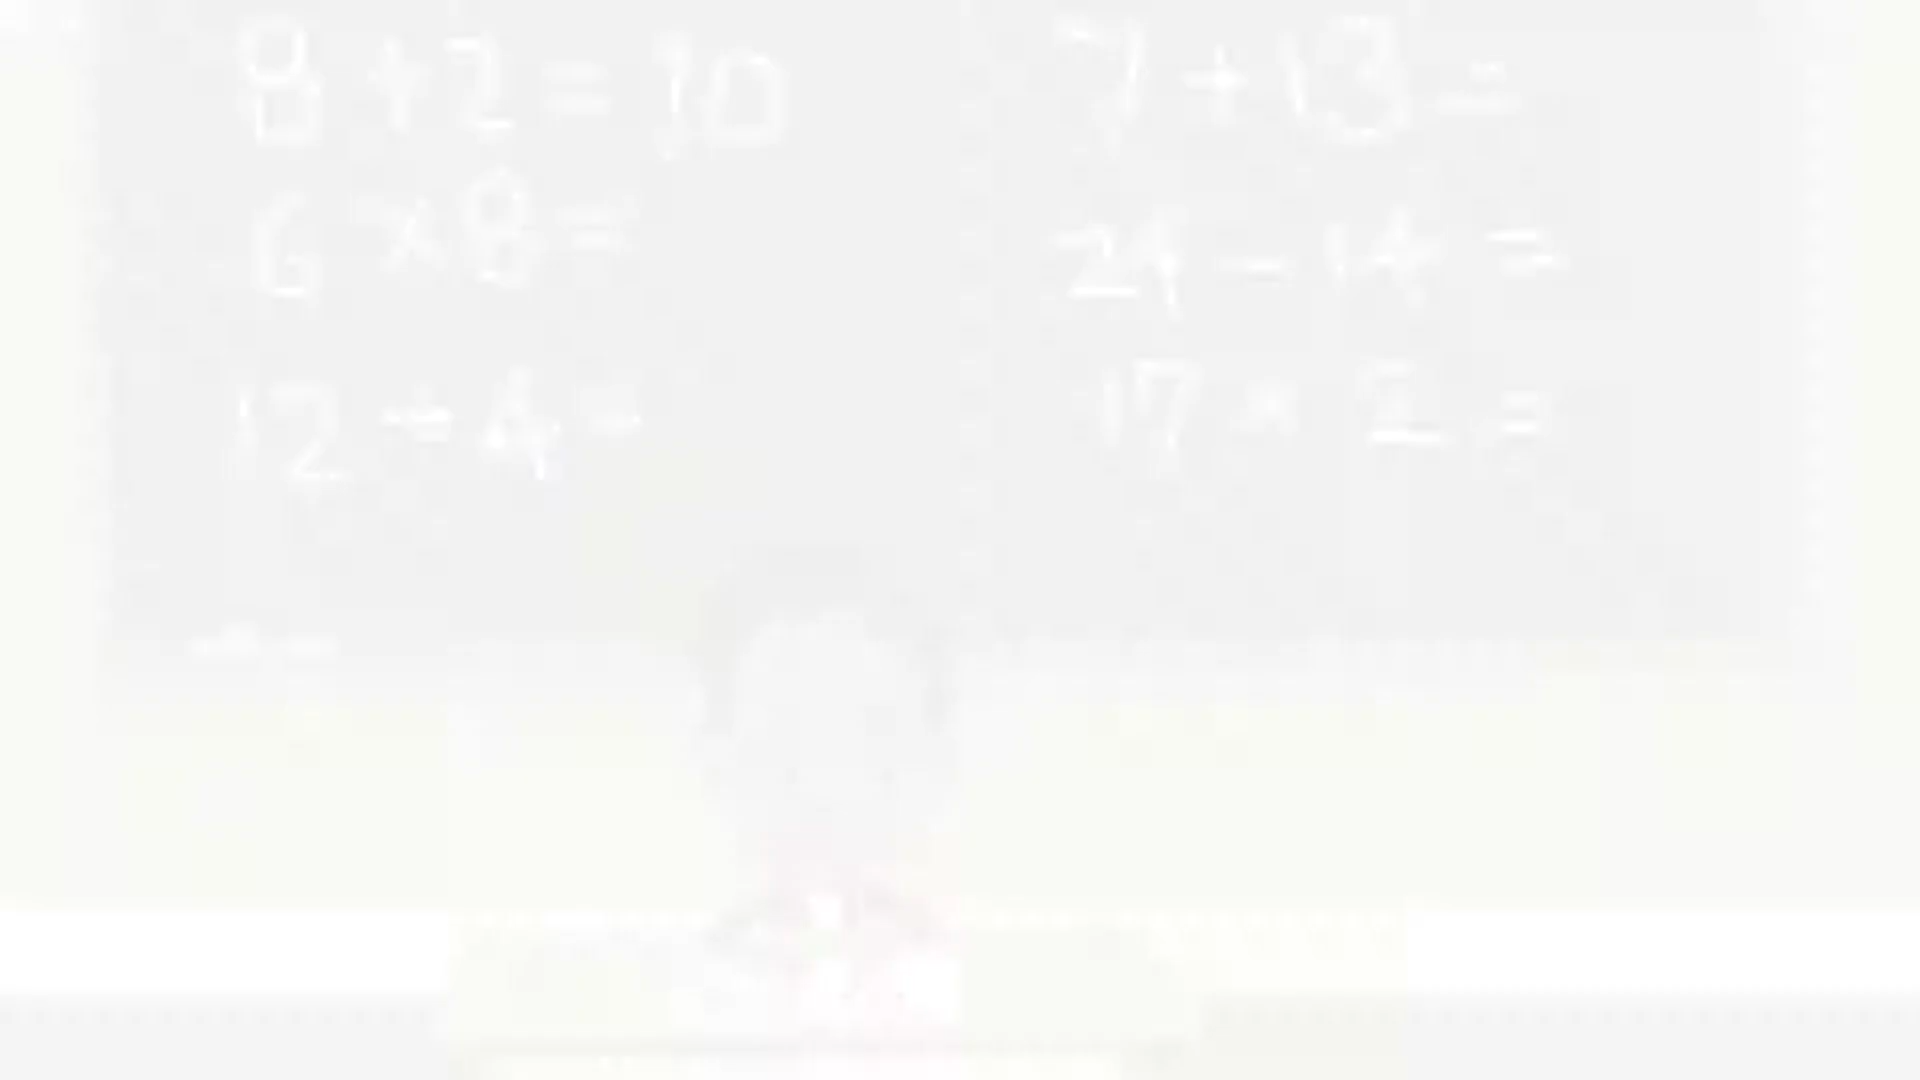 8 + 2 = 10
6 × 8 =
12 ÷ 4 =
7 + 13 =
24 - 14 =
17 × 2 =